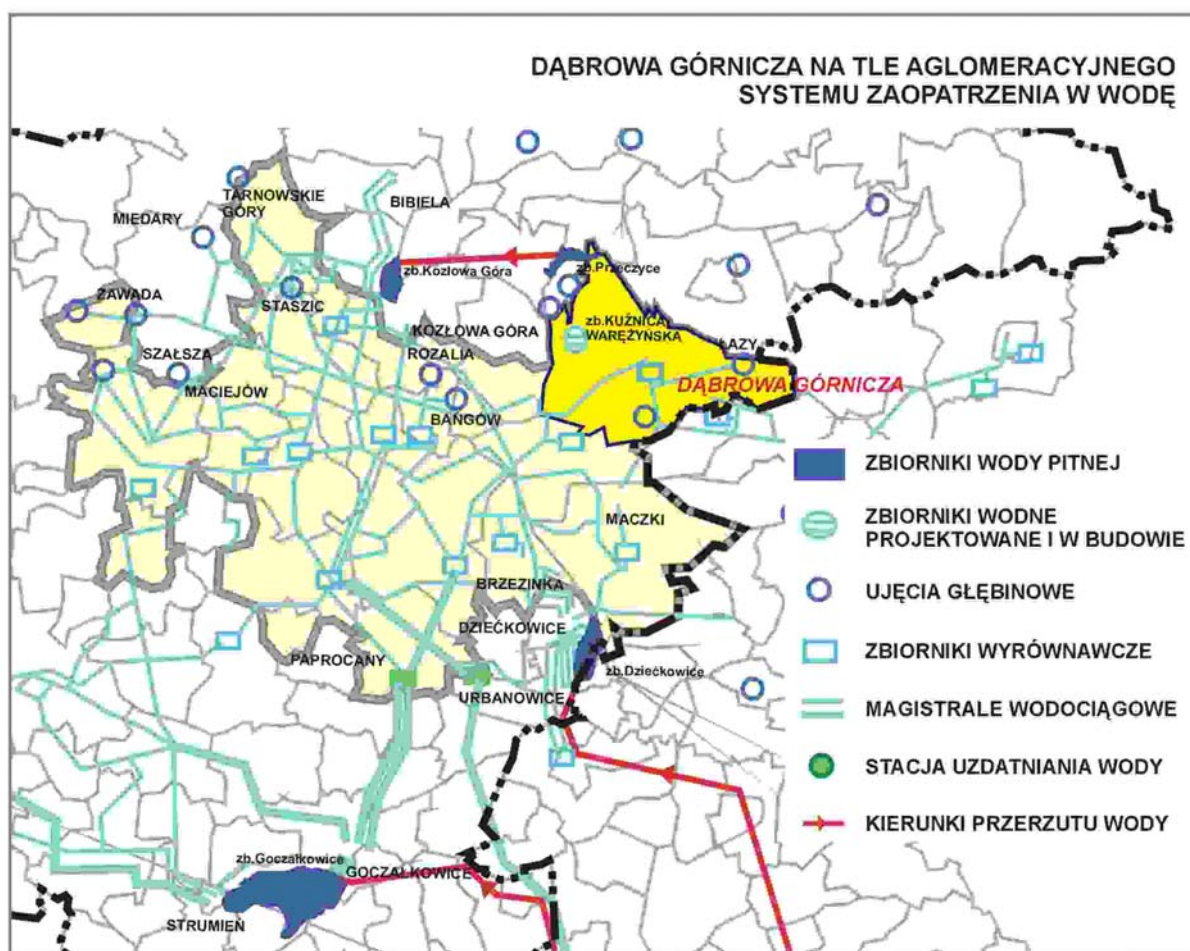 DĄBROWA GÓRNICZA NA TLE AGLOMERACYJNEGO
SYSTEMU ZAOPATRZENIA W WODĘ
TARNOWSKIE
GÓRY
BIBIELA
MIEDARY
zb.Kozłowa Góra
zb.Przeczyce
ZAWADA
STASZIC
KOZŁOWA GÓRA
zb.KUŹNICA
WARĘŻYŃSKA
SZAŁSZA
ROZALIA
ŁAZY
MACIEJÓW
DĄBROWA GÓRNICZA
BAŃGÓW
ZBIORNIKI WODY PITNEJ
ZBIORNIKI WODNE
PROJEKTOWANE I W BUDOWIE
MACZKI
BRZEZINKA
UJĘCIA GŁĘBINOWE
DZIEĆKOWICE
ZBIORNIKI WYRÓWNAWCZE
PAPROCANY
zb.Dziećkowice
URBANOWICE
MAGISTRALE WODOCIĄGOWE
STACJA UZDATNIANIA WODY
KIERUNKI PRZERZUTU WODY
zb.Goczałkowice
GOCZAŁKOWICE
STRUMIEŃ